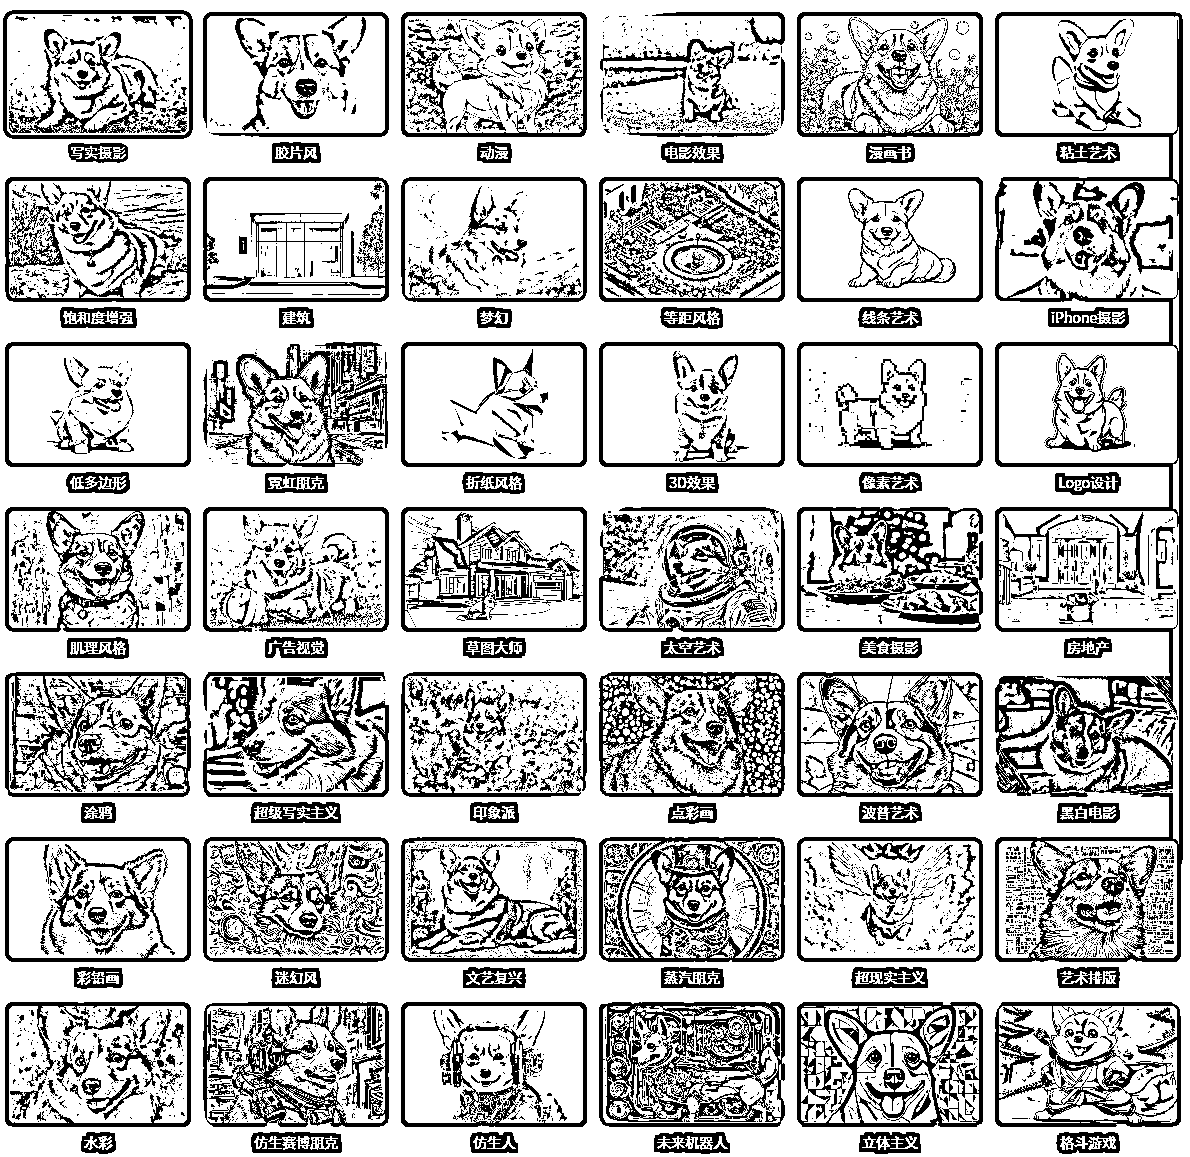 写实摄影 胶片风 动漫 电影效果 漫画书 粘土艺术
饱和度增强 建筑 梦幻 等距风格 线条艺术 iPhone摄影
低多边形 霓虹朋克 折纸风格 3D效果 像素艺术 Logo设计
肌理风格 广告视觉 草图大师 太空艺术 美食摄影 房地产
涂鸦 超级写实主义 印象派 点彩画 波普艺术 黑白电影
彩铅画 迷幻风 文艺复兴 蒸汽朋克 超现实主义 艺术排版
水彩 仿生赛博朋克 仿生人 未来机器人 立体主义 格斗游戏